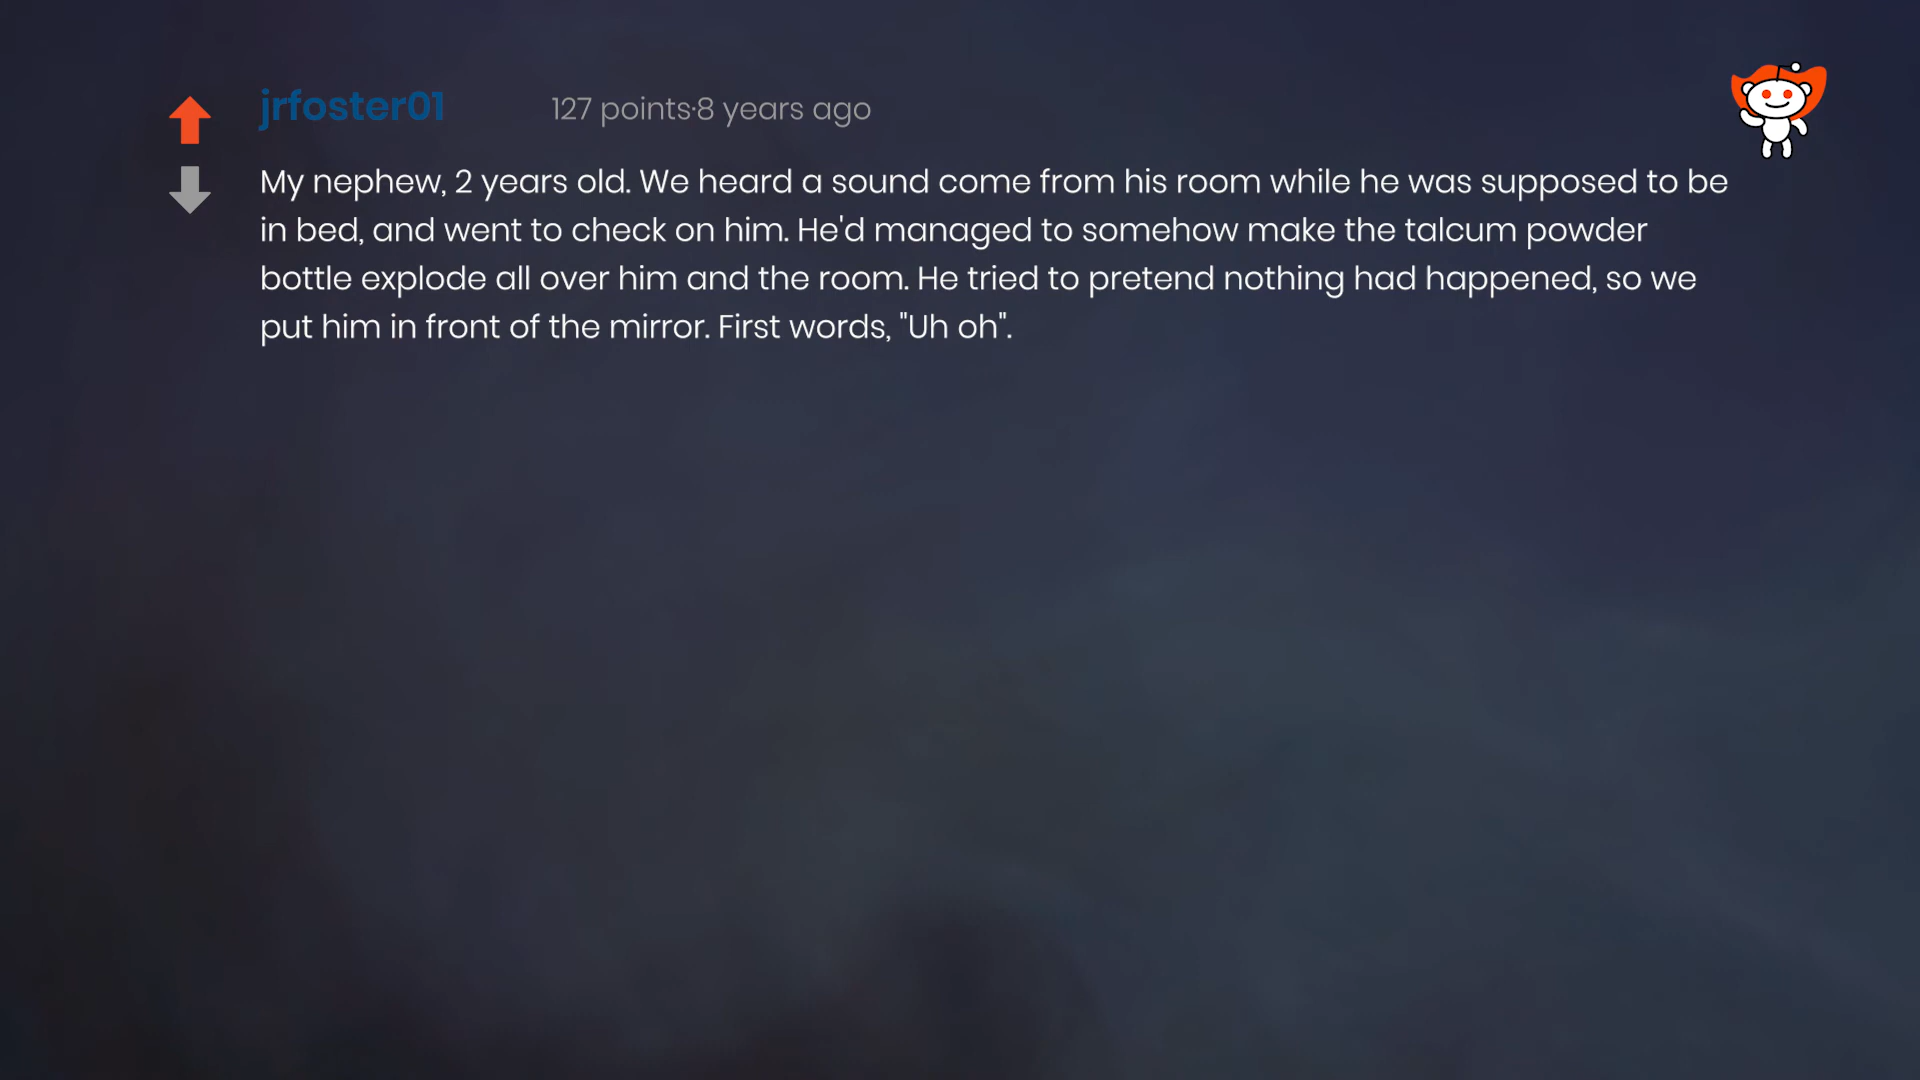 jrfoster01 127 points·8 years ago
My nephew, 2 years old. We heard a sound come from his room while he was supposed to be
in bed, and went to check on him. He'd managed to somehow make the talcum powder
bottle explode all over him and the room. He tried to pretend nothing had happened, so we
put him in front of the mirror. First words, "Uh oh".